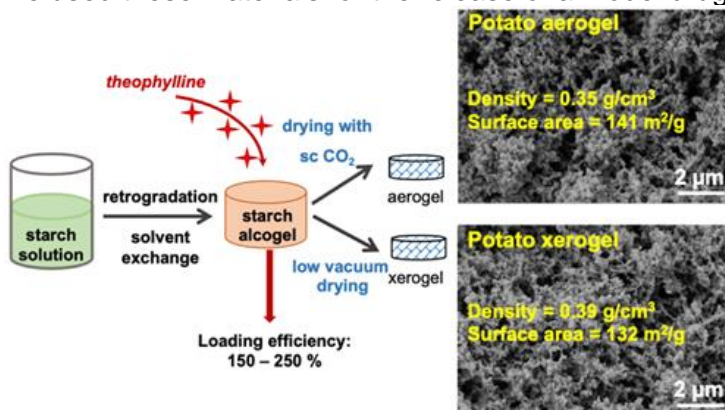 theophylline
drying with
sc CO₂
aerogel
retrogradation
solvent
exchange
starch
solution
starch
alcogel
low vacuum
drying
xerogel
Loading efficiency:
150 – 250 %
Potato aerogel
Density = 0.35 g/cm³
Surface area = 141 m²/g
2 µm
Potato xerogel
Density = 0.39 g/cm³
Surface area = 132 m²/g
2 µm